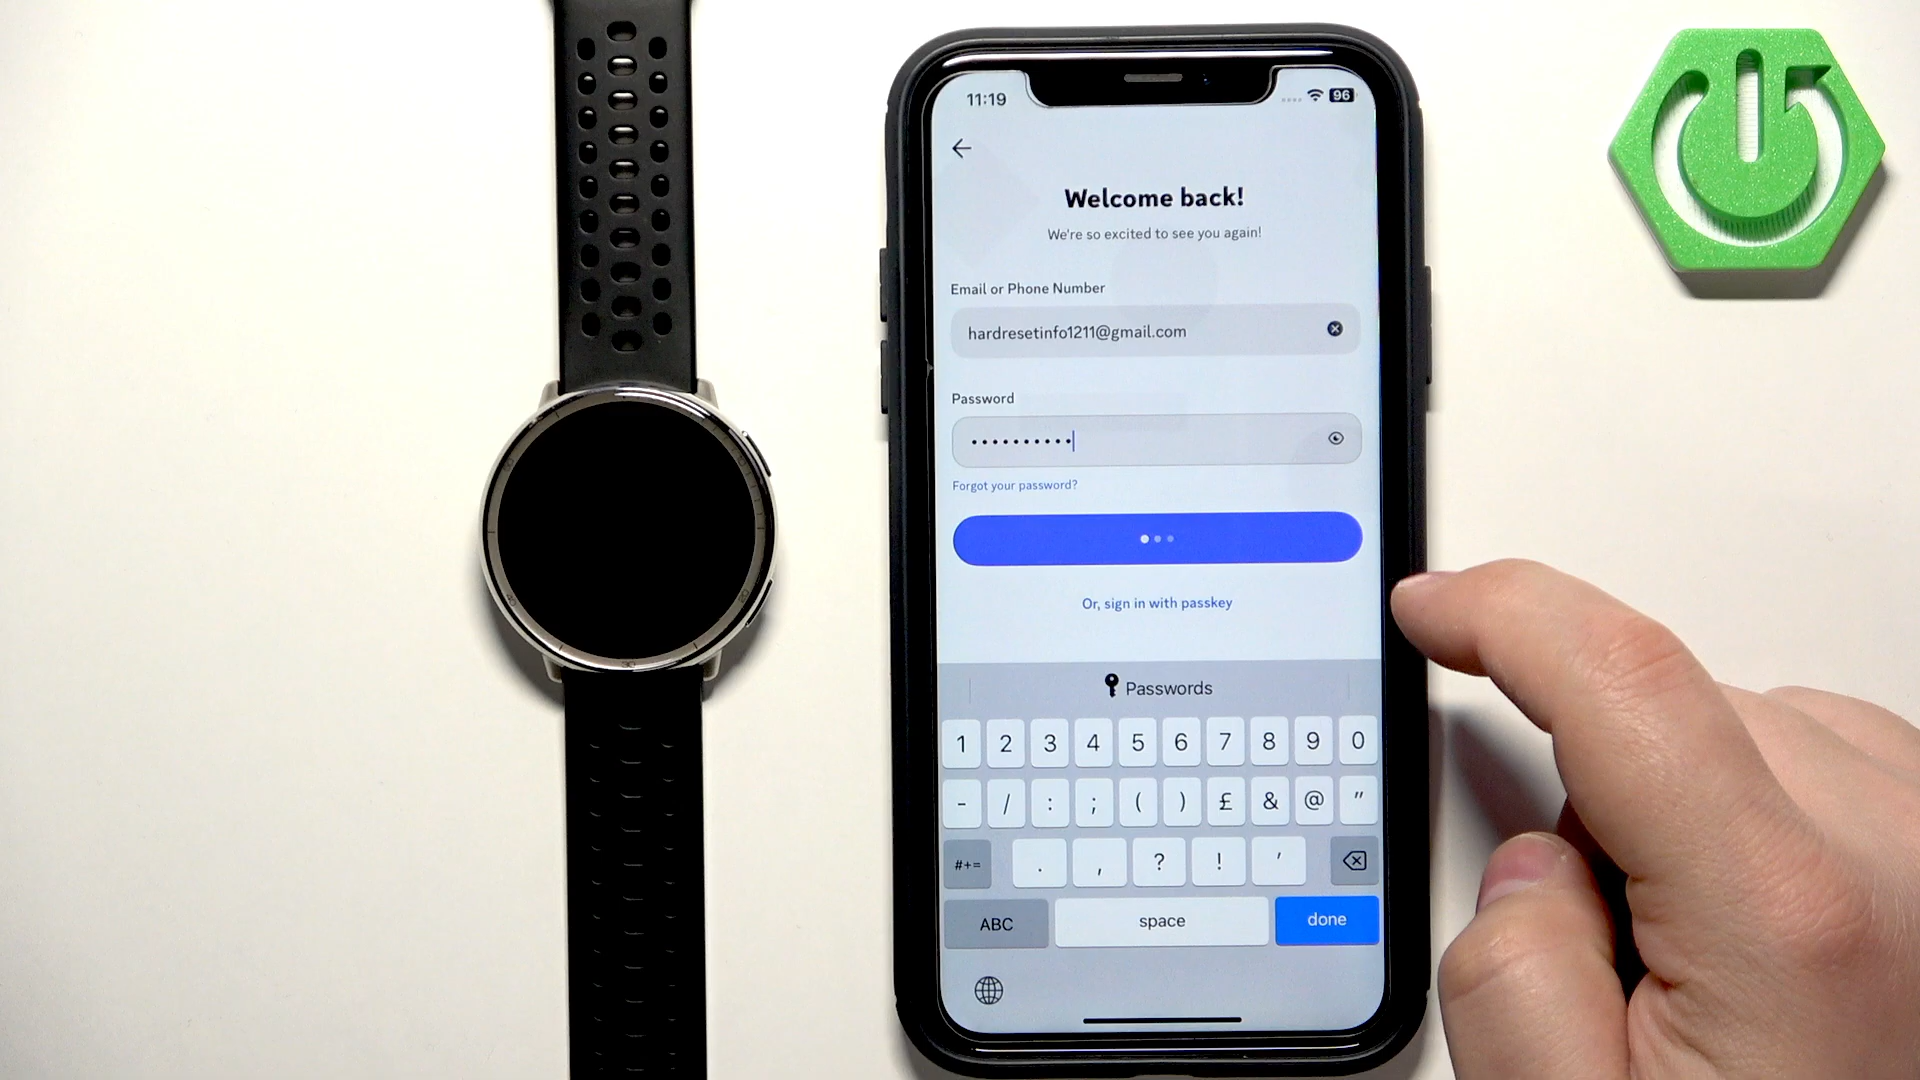 11:19
96
Welcome back!
We're so excited to see you again!
Email or Phone Number
hardresetinfo1211@gmail.com
Password
••••••••••
Forgot your password?
Or, sign in with passkey
Passwords
1 2 3 4 5 6 7 8 9 0
- / : ; ( ) £ & @ "
#+= . , ? ! '
ABC space done
30